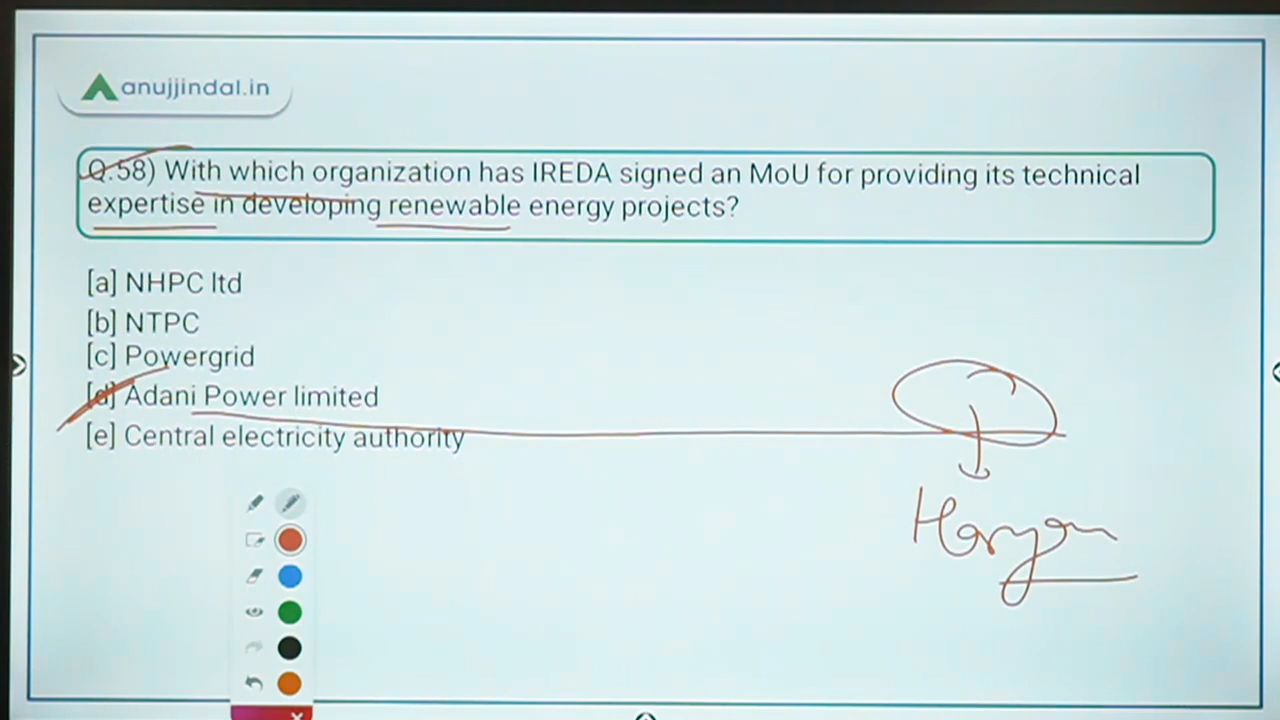 anujjindal.in
Q.58) With which organization has IREDA signed an MoU for providing its technical
expertise in developing renewable energy projects?
[a] NHPC ltd
[b] NTPC
[c] Powergrid
[d] Adani Power limited
[e] Central electricity authority